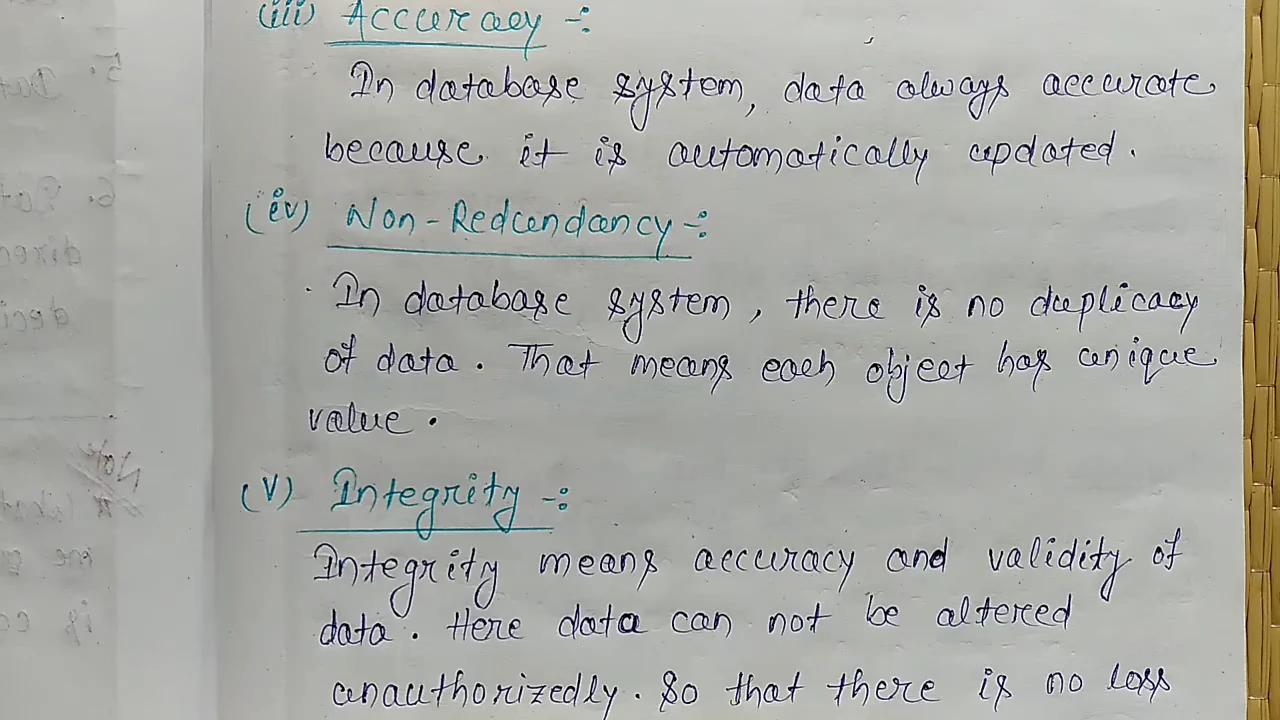 (iii) Accuracy -:
In database system, data always accurate
because it is automatically updated.
(iv) Non-Redundancy -:
In database system, there is no duplicacy
of data. That means each object has unique
value.
(v) Integrity -:
Integrity means accuracy and validity of
data. Here data can not be altered
unauthorizedly. So that there is no loss